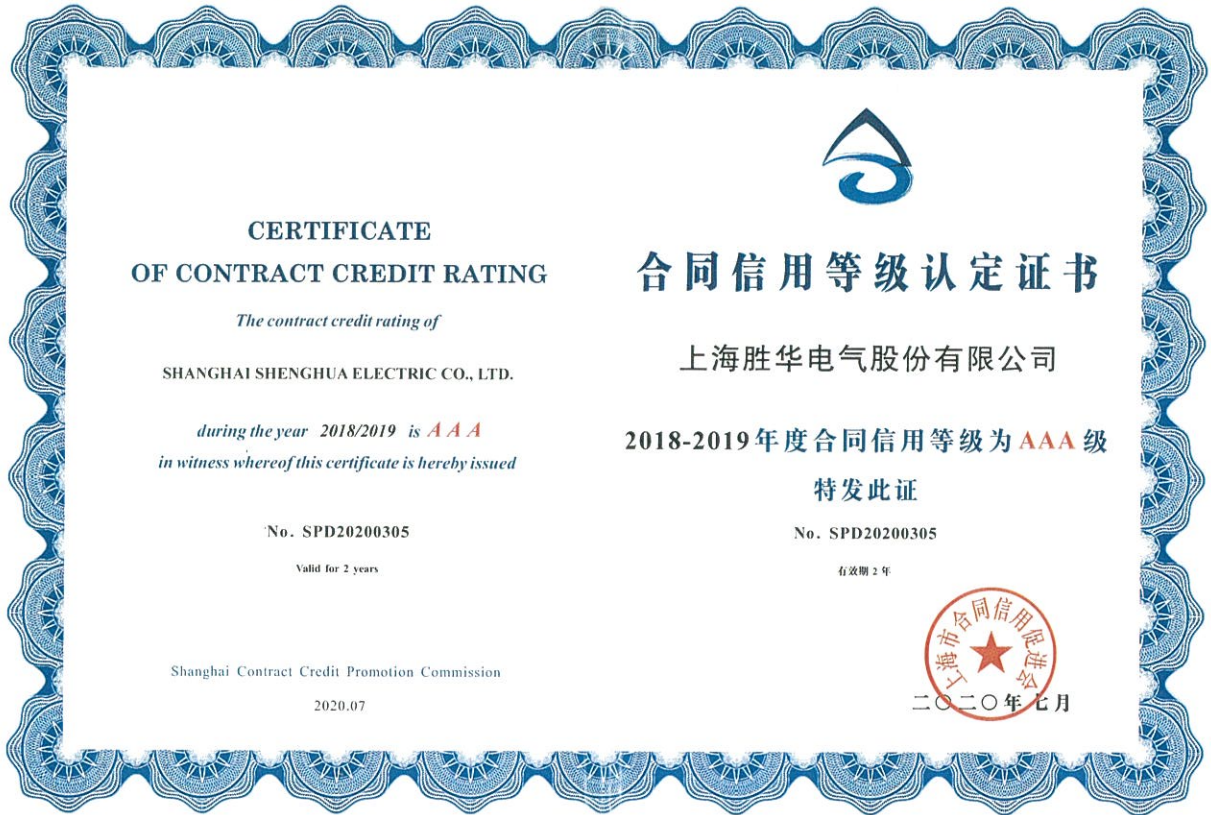 CERTIFICATE
OF CONTRACT CREDIT RATING
The contract credit rating of
SHANGHAI SHENGHUA ELECTRIC CO., LTD.
during the year 2018/2019 is A A A
in witness whereof this certificate is hereby issued
No. SPD20200305
Valid for 2 years
Shanghai Contract Credit Promotion Commission
2020.07
合同信用等级认定证书
上海胜华电气股份有限公司
2018-2019年度合同信用等级为AAA级
特发此证
No. SPD20200305
有效期 2 年
上海市合同信用促进会
二〇二〇年七月